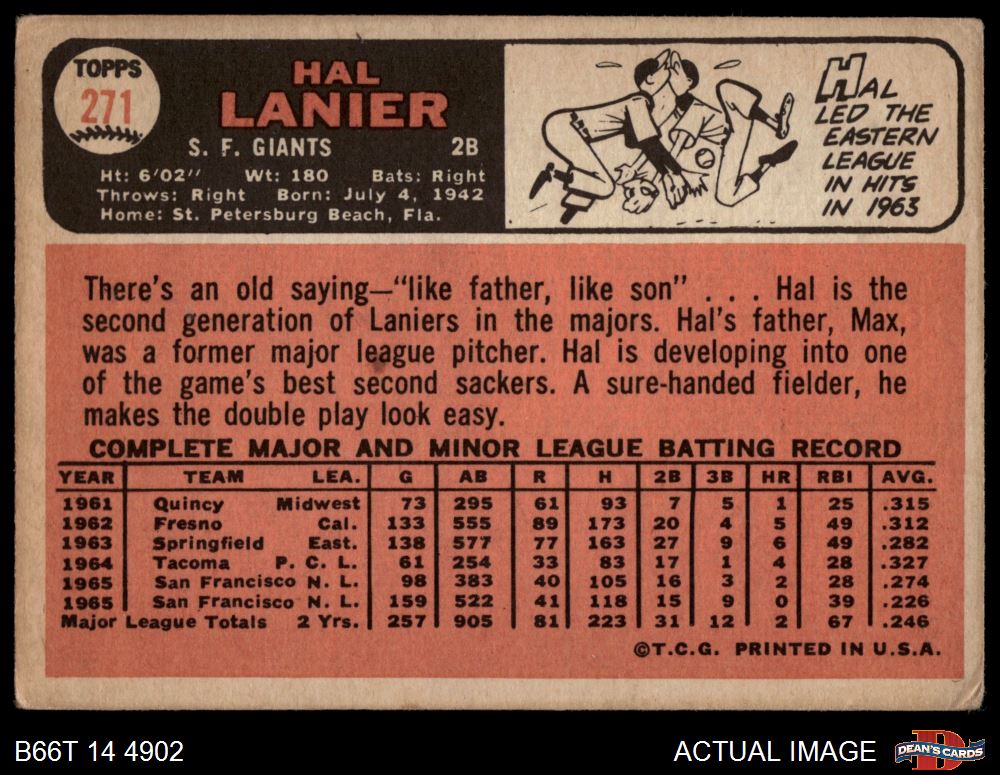 TOPPS
271
HAL
LANIER
S. F. GIANTS 2B
Ht: 6'02" Wt: 180 Bats: Right
Throws: Right Born: July 4, 1942
Home: St. Petersburg Beach, Fla.
HAL
LED THE
EASTERN
LEAGUE
IN HITS
IN 1963
There's an old saying—"like father, like son" . . . Hal is the
second generation of Laniers in the majors. Hal's father, Max,
was a former major league pitcher. Hal is developing into one
of the game's best second sackers. A sure-handed fielder, he
makes the double play look easy.
COMPLETE MAJOR AND MINOR LEAGUE BATTING RECORD
YEAR TEAM LEA. G AB R H 2B 3B HR RBI AVG.
1961 Quincy Midwest 73 295 61 93 7 5 1 25 .315
1962 Fresno Cal. 133 555 89 173 20 4 5 49 .312
1963 Springfield East. 138 577 77 163 27 9 6 49 .282
1964 Tacoma P. C. L. 61 254 33 83 17 1 4 28 .327
1965 San Francisco N. L. 98 383 40 105 16 3 2 28 .274
1965 San Francisco N. L. 159 522 41 118 15 9 0 39 .226
Major League Totals 2 Yrs. 257 905 81 223 31 12 2 67 .246
©T.C.G. PRINTED IN U.S.A.
B66T 14 4902
ACTUAL IMAGE
D
DEAN'S CARDS